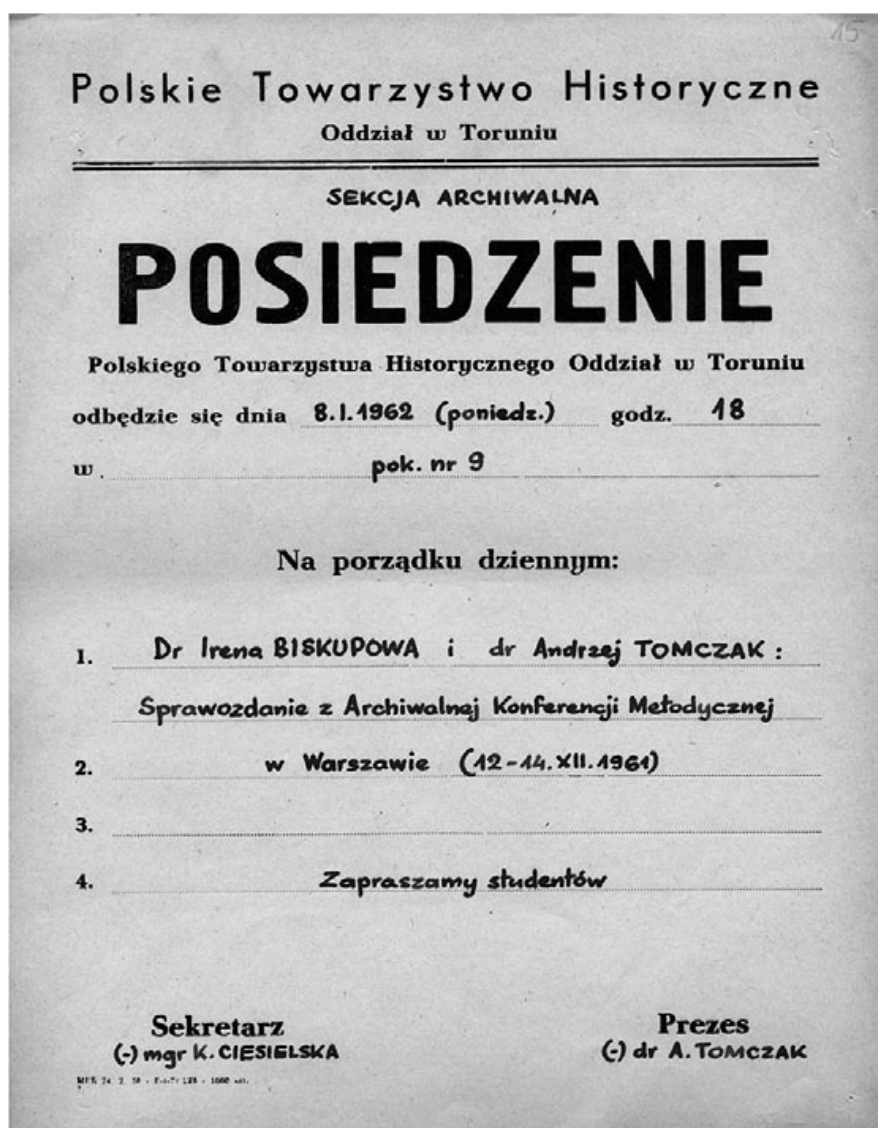 15
Polskie Towarzystwo Historyczne
Oddział w Toruniu
SEKCJA ARCHIWALNA
POSIEDZENIE
Polskiego Towarzystwa Historycznego Oddział w Toruniu
odbędzie się dnia 8.I.1962 (poniedz.) godz. 18
w pok. nr 9
Na porządku dziennym:
1. Dr Irena BISKUPOWA i dr Andrzej TOMCZAK :
Sprawozdanie z Archiwalnej Konferencji Metodycznej
2. w Warszawie (12-14.XII.1961)
3.
4. Zapraszamy studentów
Sekretarz Prezes
(-) mgr K. CIESIELSKA (-) dr A. TOMCZAK